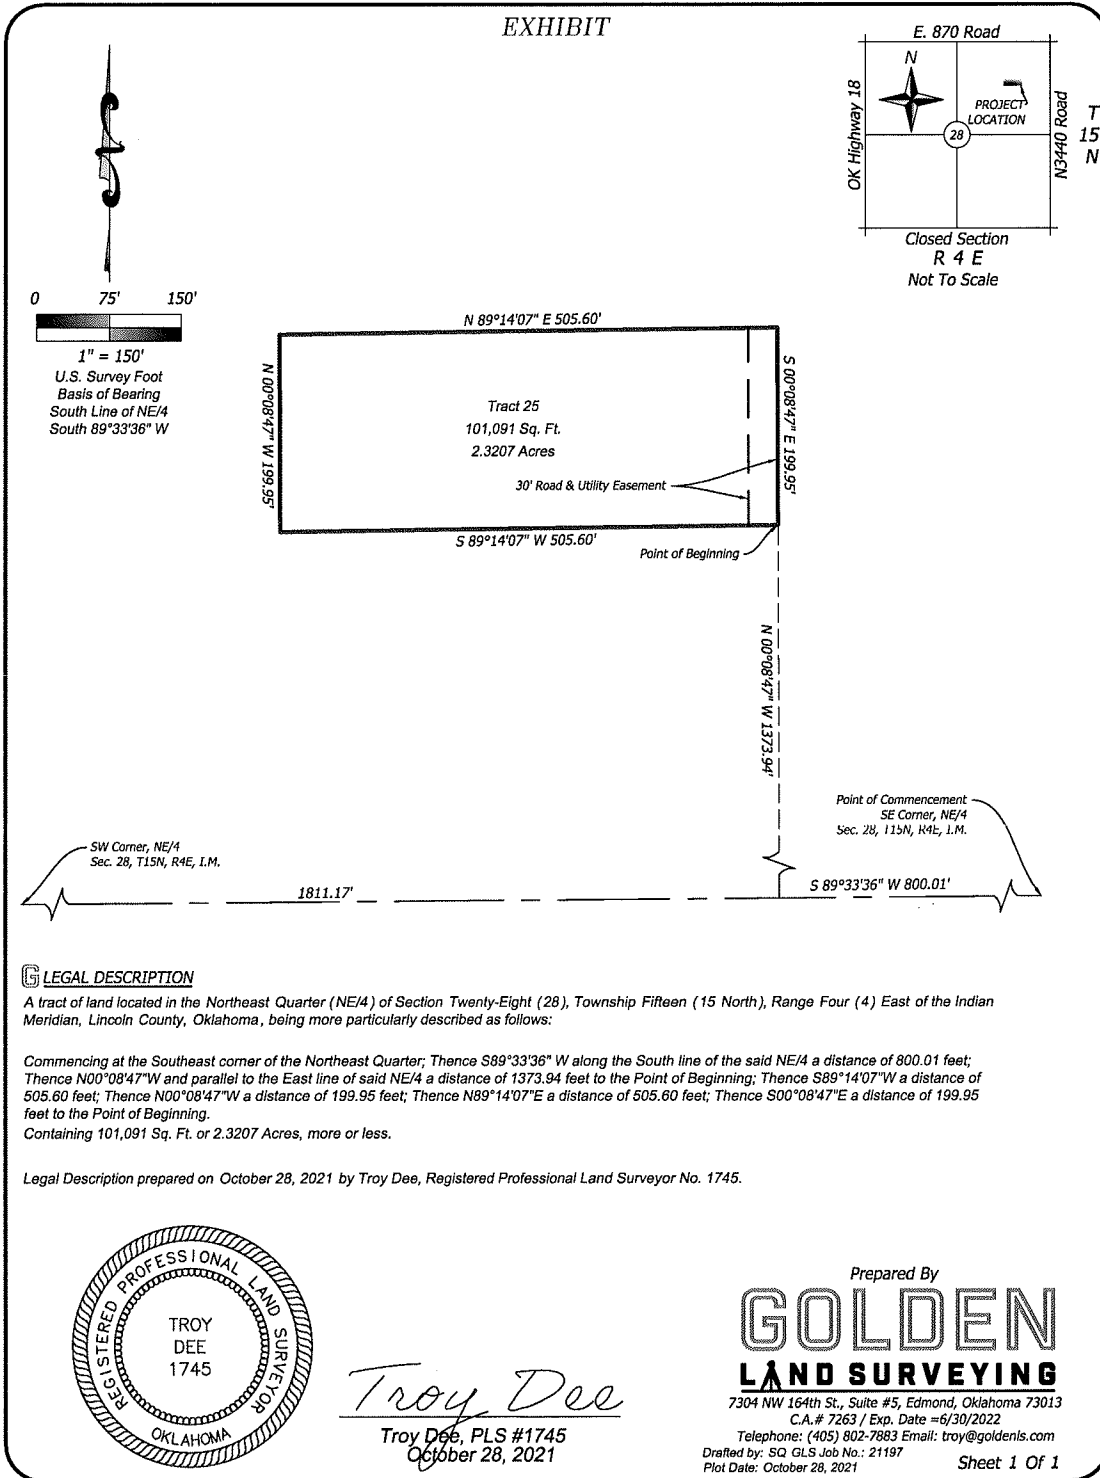 EXHIBIT
E. 870 Road
N
OK Highway 18
PROJECT
LOCATION
28
N3440 Road
T
15
N
Closed Section
R 4 E
Not To Scale
0 75' 150'
1" = 150'
U.S. Survey Foot
Basis of Bearing
South Line of NE/4
South 89°33'36" W
N 89°14'07" E 505.60'
N 00°08'47" W 199.95'
Tract 25
101,091 Sq. Ft.
2.3207 Acres
30' Road & Utility Easement
S 00°08'47" E 199.95'
S 89°14'07" W 505.60'
Point of Beginning
N 00°08'47" W 1373.94'
Point of Commencement
SE Corner, NE/4
Sec. 28, T15N, R4E, I.M.
SW Corner, NE/4
Sec. 28, T15N, R4E, I.M.
1811.17'
S 89°33'36" W 800.01'
G LEGAL DESCRIPTION
A tract of land located in the Northeast Quarter (NE/4) of Section Twenty-Eight (28), Township Fifteen (15 North), Range Four (4) East of the Indian
Meridian, Lincoln County, Oklahoma, being more particularly described as follows:
Commencing at the Southeast corner of the Northeast Quarter; Thence S89°33'36" W along the South line of the said NE/4 a distance of 800.01 feet;
Thence N00°08'47"W and parallel to the East line of said NE/4 a distance of 1373.94 feet to the Point of Beginning; Thence S89°14'07"W a distance of
505.60 feet; Thence N00°08'47"W a distance of 199.95 feet; Thence N89°14'07"E a distance of 505.60 feet; Thence S00°08'47"E a distance of 199.95
feet to the Point of Beginning.
Containing 101,091 Sq. Ft. or 2.3207 Acres, more or less.
Legal Description prepared on October 28, 2021 by Troy Dee, Registered Professional Land Surveyor No. 1745.
REGISTERED PROFESSIONAL LAND SURVEYOR
TROY
DEE
1745
OKLAHOMA
Troy Dee
Troy Dee, PLS #1745
October 28, 2021
Prepared By
GOLDEN
LAND SURVEYING
7304 NW 164th St., Suite #5, Edmond, Oklahoma 73013
C.A.# 7263 / Exp. Date =6/30/2022
Telephone: (405) 802-7883 Email: troy@goldenls.com
Drafted by: SQ GLS Job No.: 21197
Plot Date: October 28, 2021
Sheet 1 Of 1